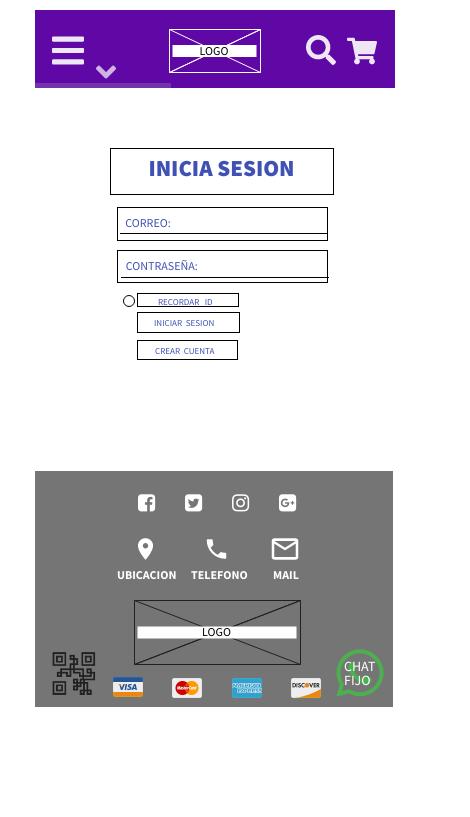 LOGO
INICIA SESION
CORREO:
CONTRASEÑA:
RECORDAR ID
INICIAR SESION
CREAR CUENTA
UBICACION TELEFONO MAIL
LOGO
CHAT
FIJO
VISA MasterCard DISCOVER